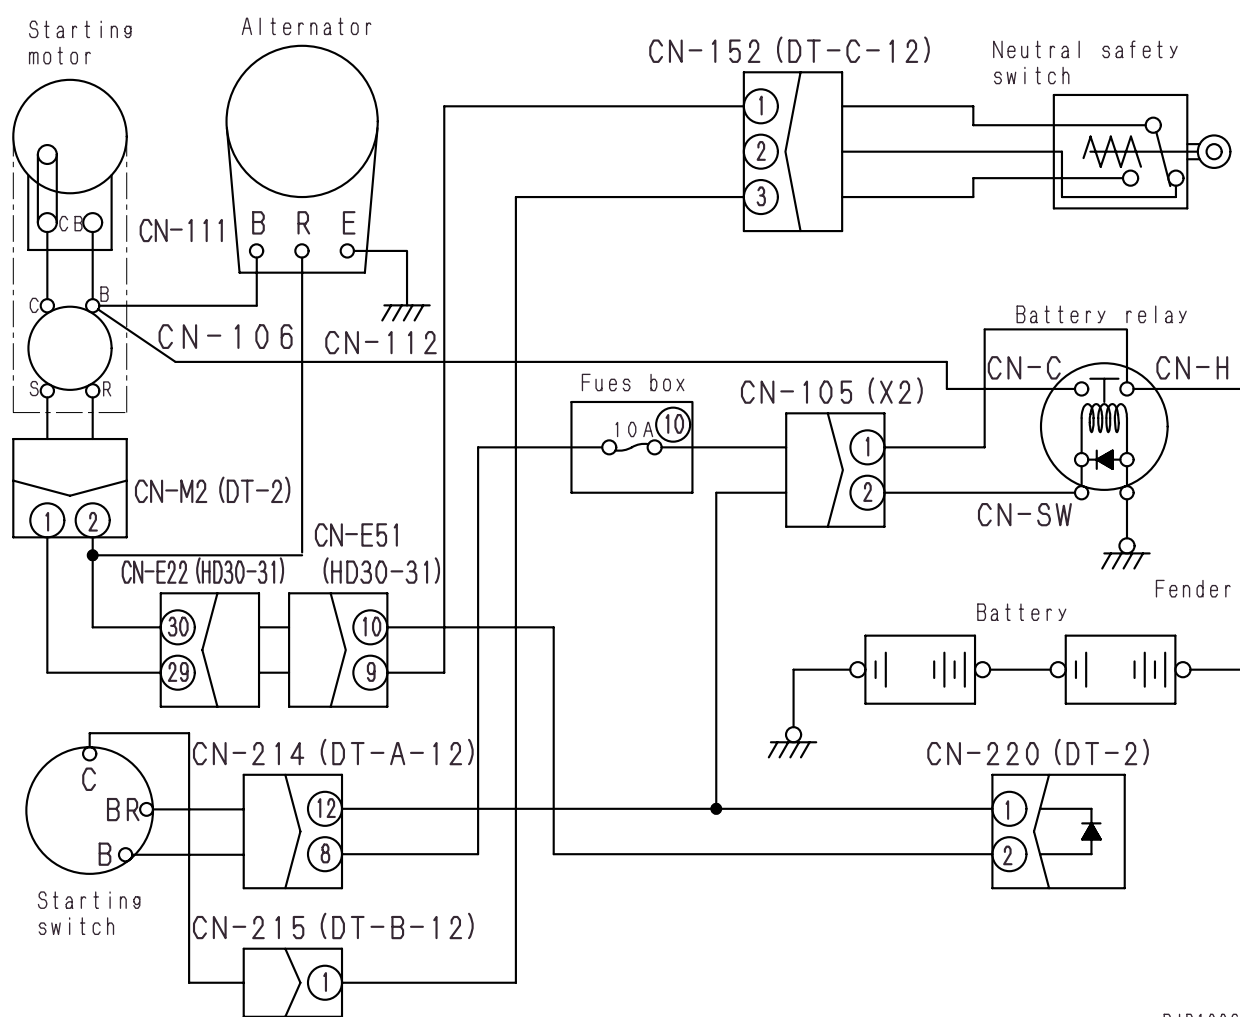 Starting
motor
Alternator
CN-152 (DT-C-12)
Neutral safety
switch
1
2
3
C B
CN-111
B R E
C
B
CN-106
CN-112
S
R
Battery relay
CN-C
CN-H
Fues box
10A
10
CN-105 (X2)
1
2
CN-SW
CN-M2 (DT-2)
1
2
CN-E51
(HD30-31)
CN-E22 (HD30-31)
30
29
10
9
Fender
Battery
CN-214 (DT-A-12)
CN-220 (DT-2)
C
BR
B
12
8
1
2
Starting
switch
CN-215 (DT-B-12)
1